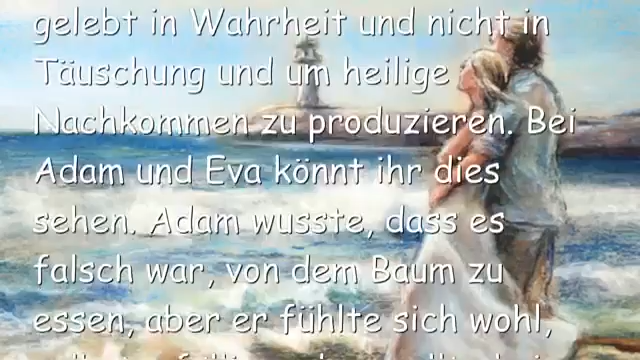 gelebt in Wahrheit und nicht in
Täuschung und um heilige
Nachkommen zu produzieren. Bei
Adam und Eva könnt ihr dies
sehen. Adam wusste, dass es
falsch war, von dem Baum zu
essen, aber er fühlte sich wohl,